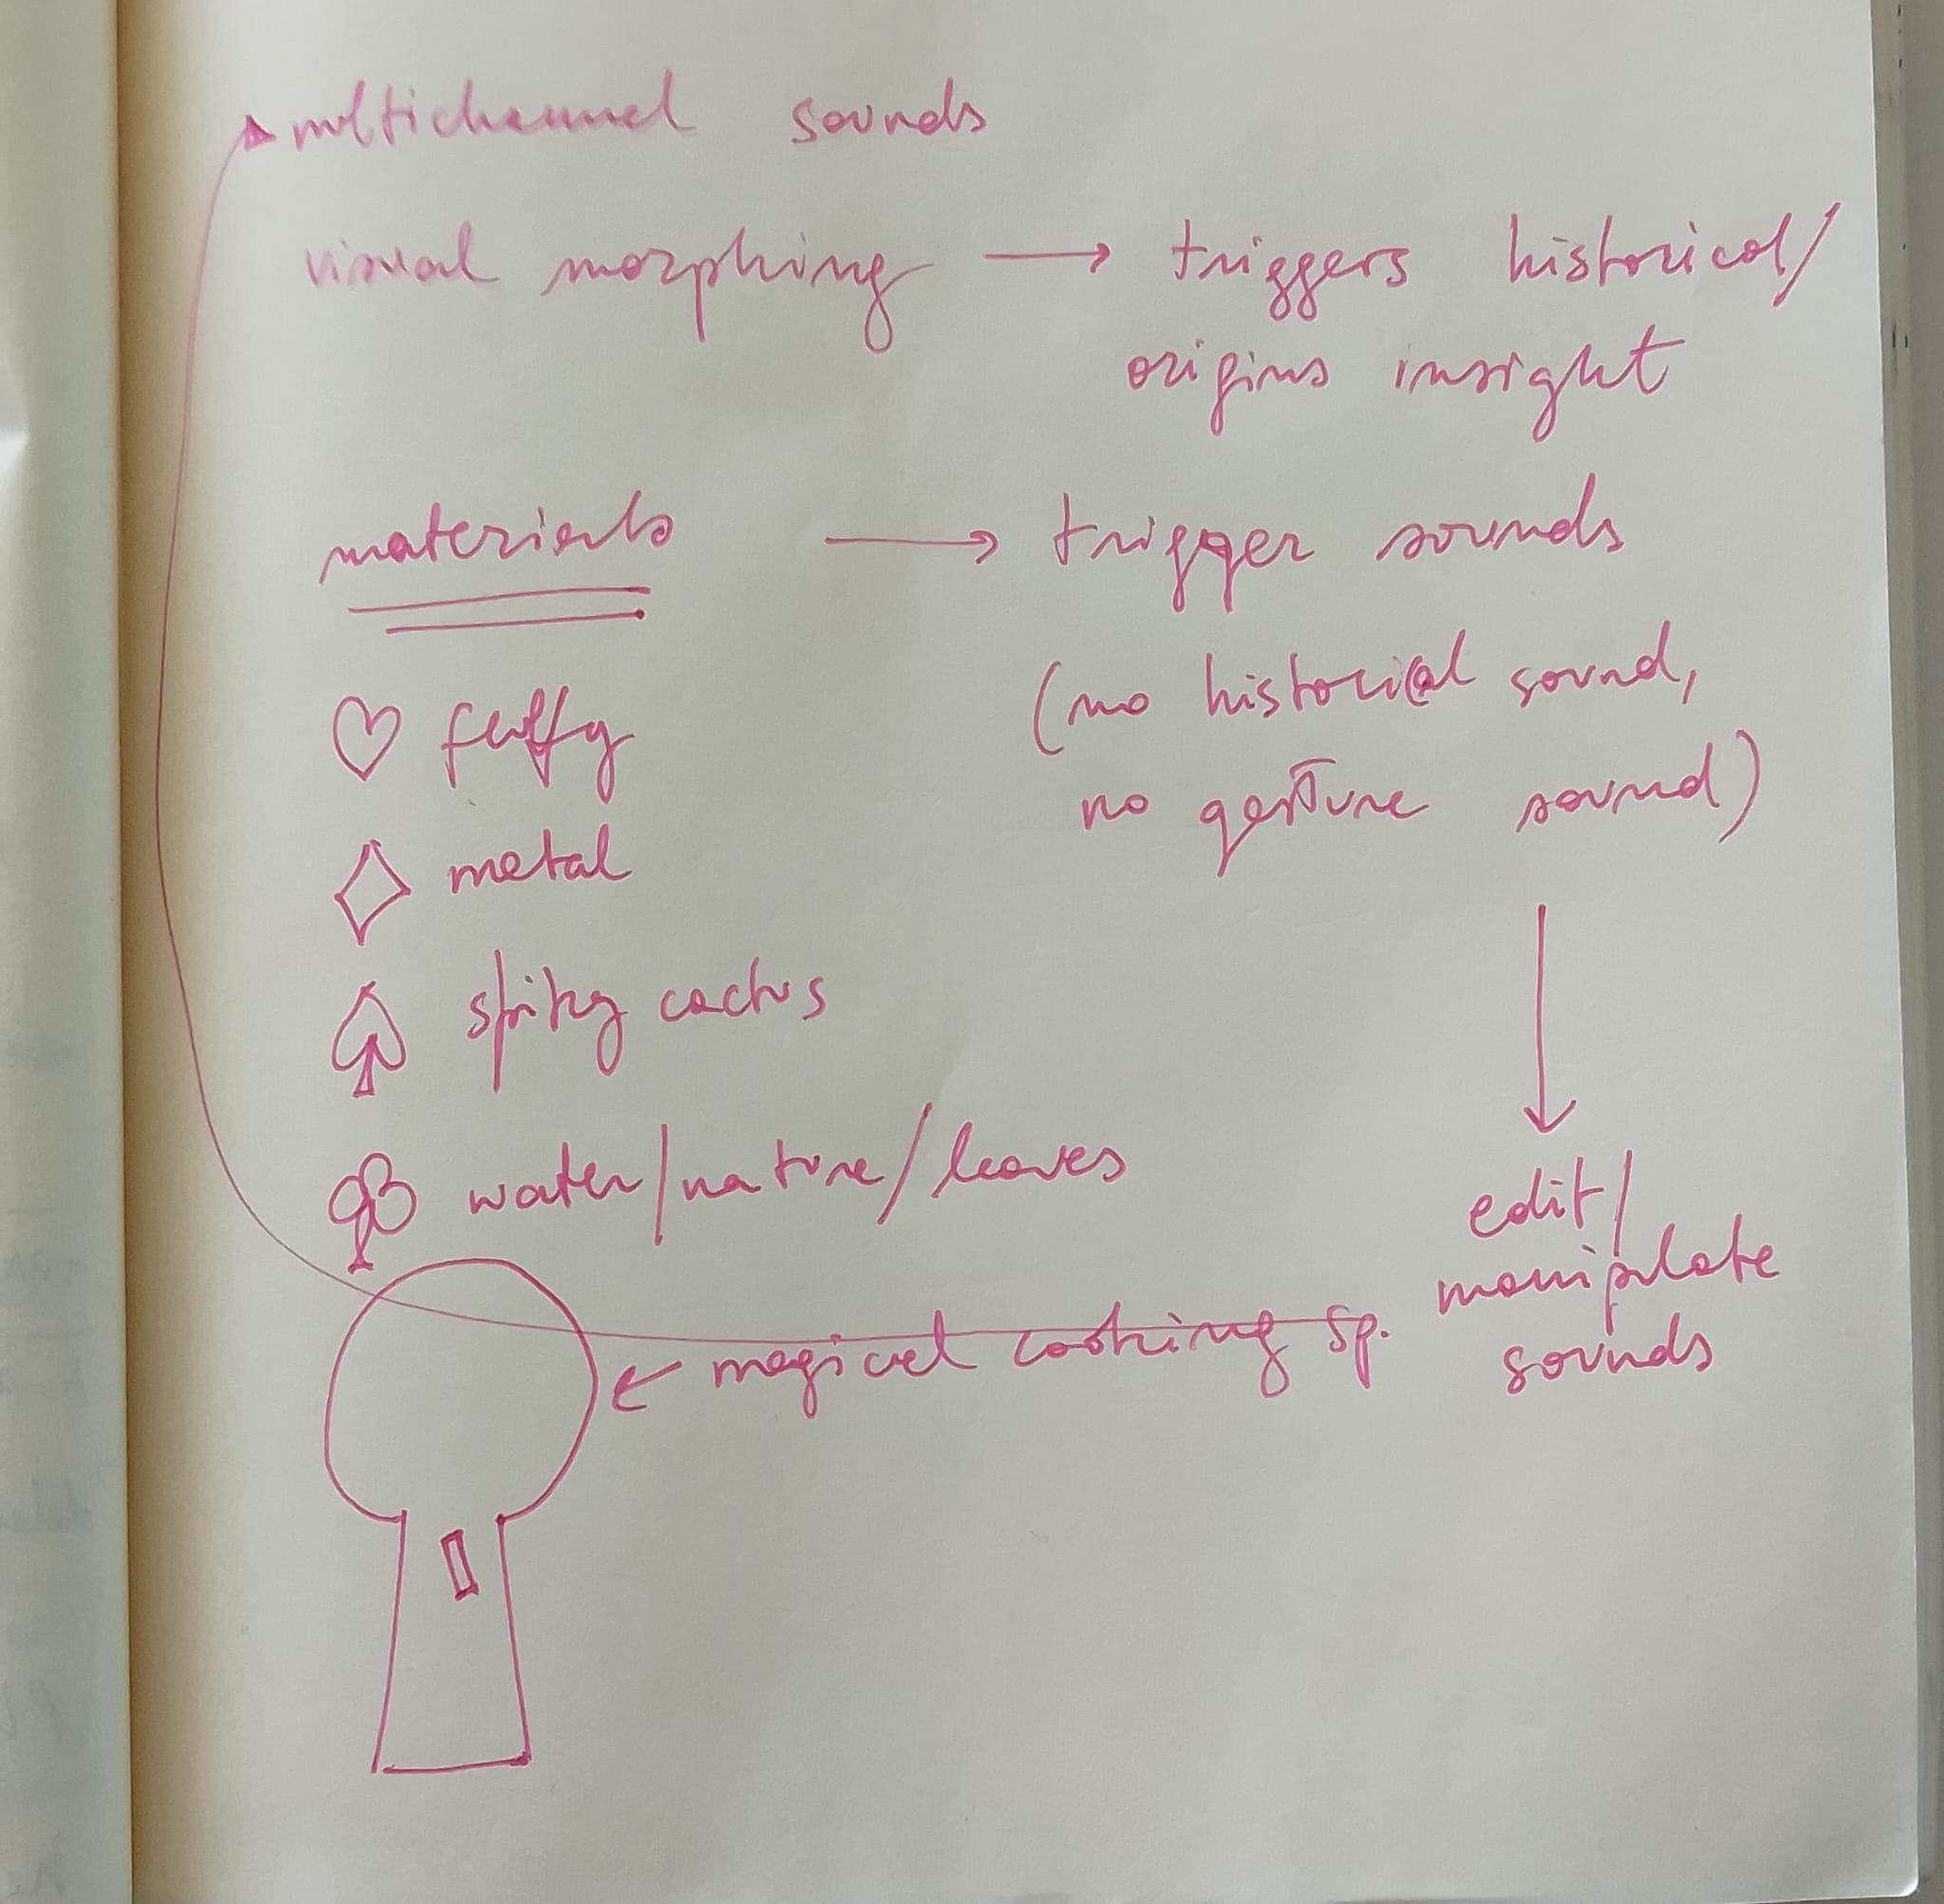 multichannel sounds
visual morphing → triggers historical/
origins insight
materials → trigger sounds
(no historical sound,
no gesture sound)
♡ fluffy
◇ metal
♤ spiky cactus
♧ water/nature/leaves
edit/
manipulate
sounds
← magical cooking sp.